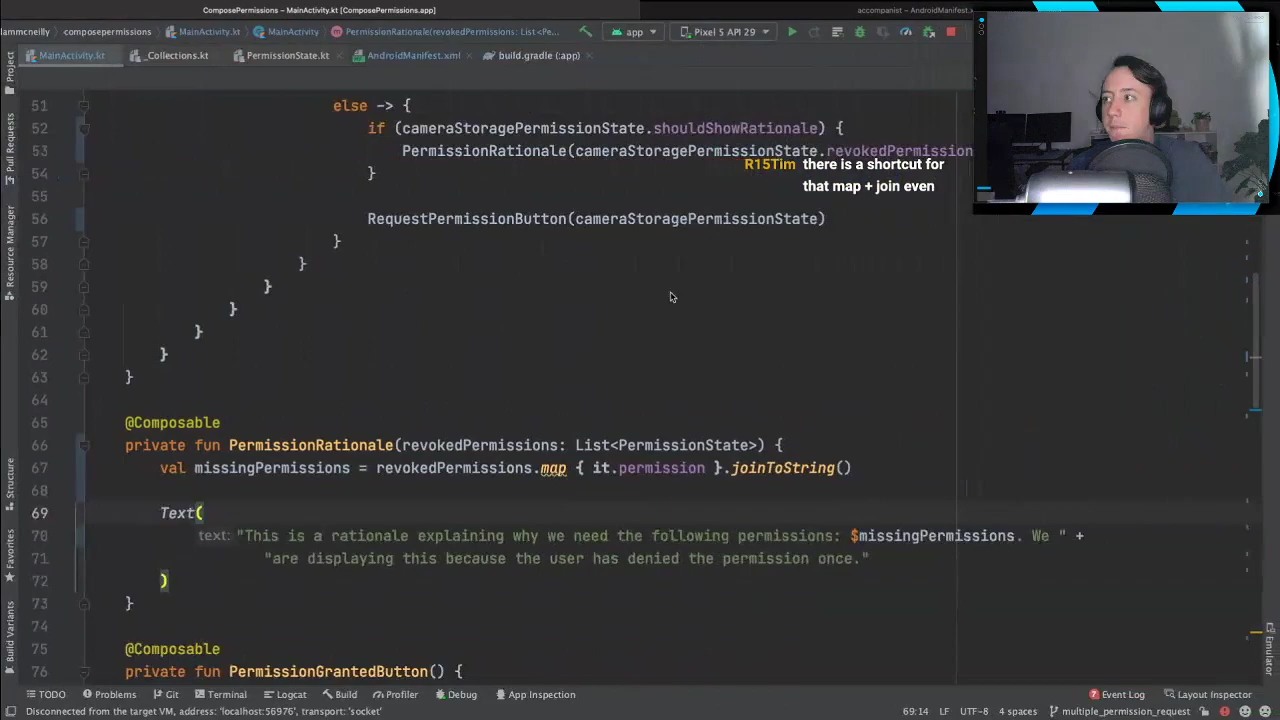 ComposePermissions – MainActivity.kt [ComposePermissions.app]
accompanist – AndroidManifest.x
ammcneilly
composepermissions
MainActivity.kt
MainActivity
PermissionRationale(revokedPermissions: List<Pe...
app
Pixel 5 API 29
MainActivity.kt
_Collections.kt
PermissionState.kt
AndroidManifest.xml
build.gradle (:app)
51 else -> {
52 if (cameraStoragePermissionState.shouldShowRationale) {
53 PermissionRationale(cameraStoragePermissionState.revokedPermission
R15Tim there is a shortcut for
that map + join even
54 }
55
56 RequestPermissionButton(cameraStoragePermissionState)
57 }
58 }
59 }
60 }
61 }
62 }
63 }
64
65 @Composable
66 private fun PermissionRationale(revokedPermissions: List<PermissionState>) {
67 val missingPermissions = revokedPermissions.map { it.permission }.joinToString()
68
69 Text(
70 text: "This is a rationale explaining why we need the following permissions: $missingPermissions. We " +
71 "are displaying this because the user has denied the permission once."
72 )
73 }
74
75 @Composable
76 private fun PermissionGrantedButton() {
Project
Pull Requests
Resource Manager
Structure
Favorites
Build Variants
Emulator
TODO
Problems
Git
Terminal
Logcat
Build
Profiler
Debug
App Inspection
7 Event Log
Layout Inspector
Disconnected from the target VM, address: 'localhost:56976', transport: 'socket'
69:14 LF UTF-8 4 spaces multiple_permission_request